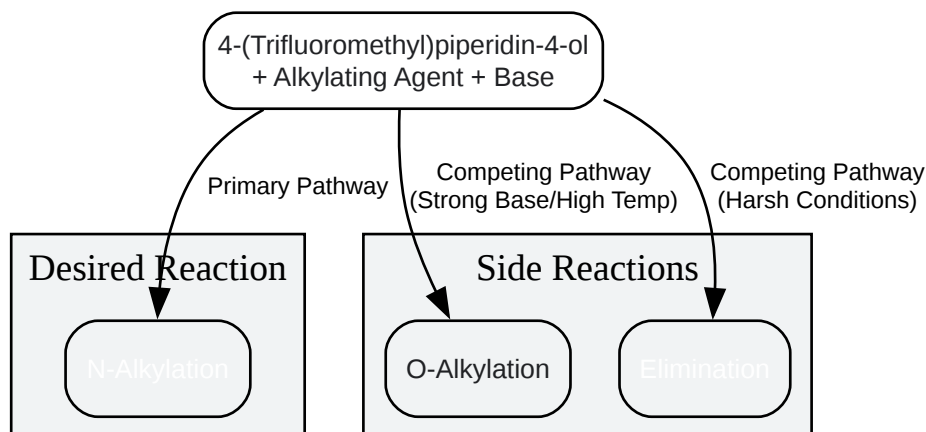 4-(Trifluoromethyl)piperidin-4-ol
+ Alkylating Agent + Base
Primary Pathway
Competing Pathway
(Strong Base/High Temp)
Competing Pathway
(Harsh Conditions)
Desired Reaction
Side Reactions
N-Alkylation
O-Alkylation
Elimination